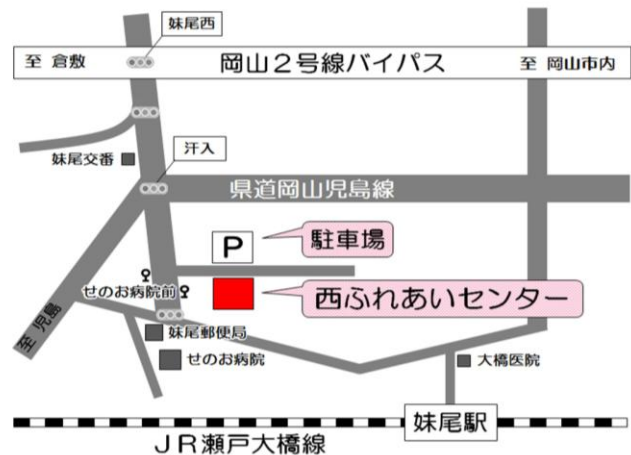 妹尾西
至 倉敷
岡山２号線バイパス
至 岡山市内
妹尾交番
汗入
県道岡山児島線
P
駐車場
せのお病院前
西ふれあいセンター
至 児島
妹尾郵便局
せのお病院
大橋医院
妹尾駅
ＪＲ瀬戸大橋線